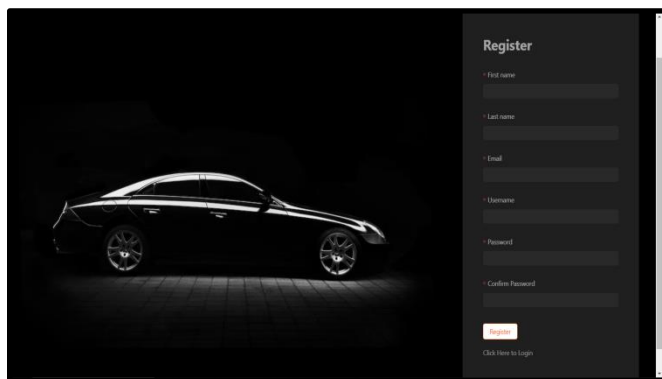 Register
* First name
* Last name
* Email
* Username
* Password
* Confirm Password
Register
Click Here to Login